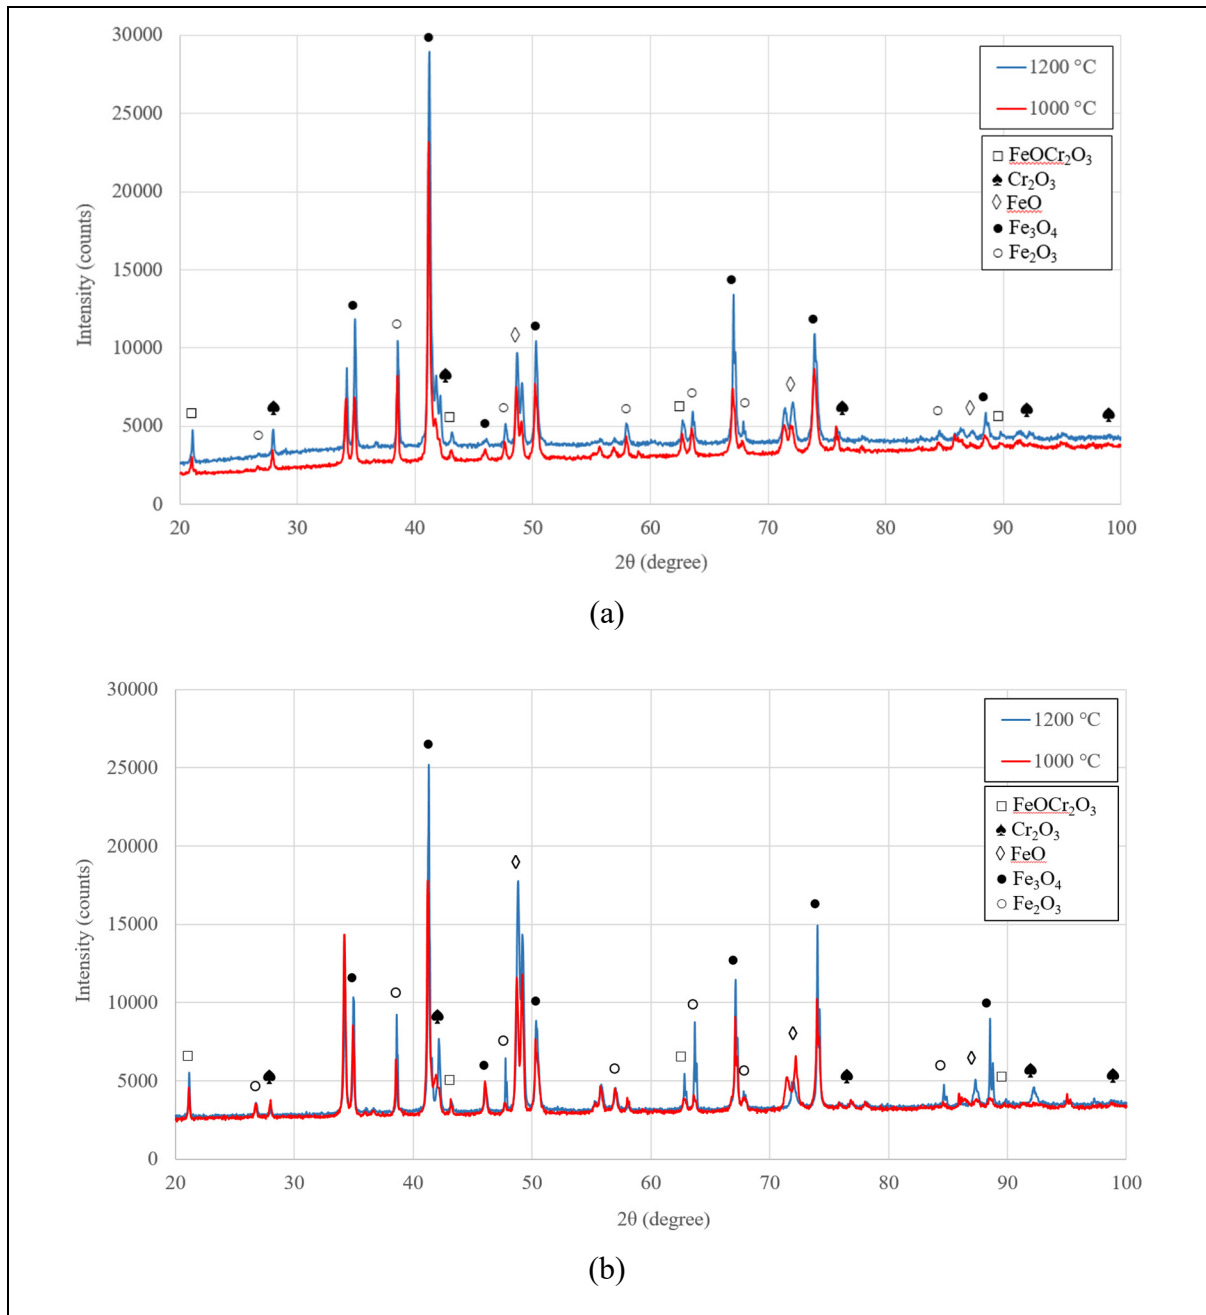 30000
25000
20000
15000
10000
5000
0
Intensity (counts)
20 30 40 50 60 70 80 90 100
2θ (degree)
1200 °C
1000 °C
□ FeOCr₂O₃
♠ Cr₂O₃
◊ FeO
● Fe₃O₄
○ Fe₂O₃
(a)
30000
25000
20000
15000
10000
5000
0
Intensity (counts)
20 30 40 50 60 70 80 90 100
2θ (degree)
1200 °C
1000 °C
□ FeOCr₂O₃
♠ Cr₂O₃
◊ FeO
● Fe₃O₄
○ Fe₂O₃
(b)